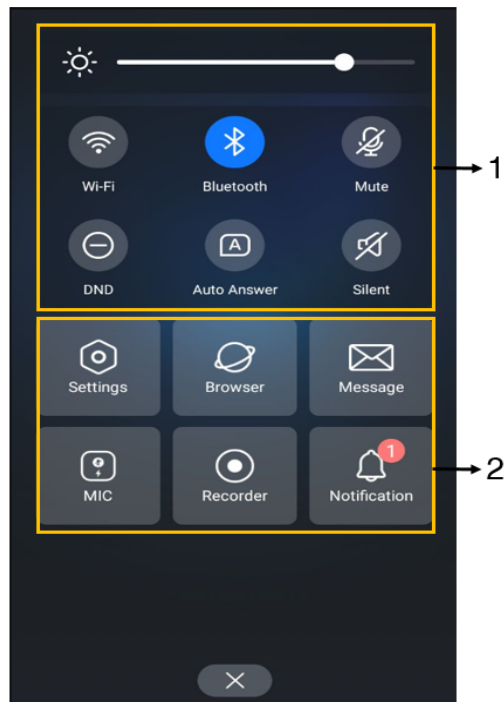 Wi-Fi Bluetooth Mute
1
DND A Auto Answer Silent
Settings Browser Message
1
MIC Recorder Notification
2